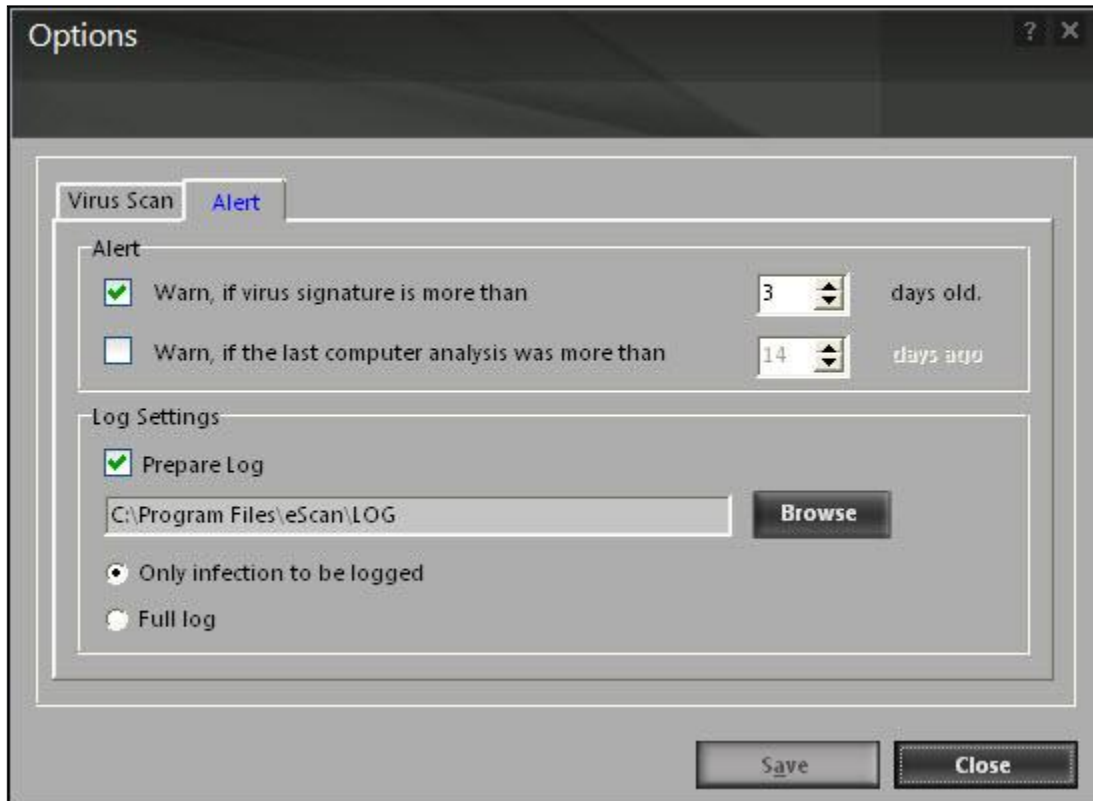 Options
Virus Scan
Alert
Alert
Warn, if virus signature is more than 3 days old.
Warn, if the last computer analysis was more than 14 days ago
Log Settings
Prepare Log
C:\Program Files\eScan\LOG
Browse
Only infection to be logged
Full log
Save
Close